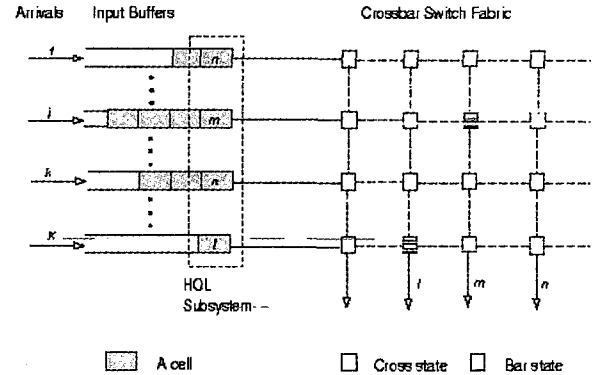 Arrivals Input Buffers Crossbar Switch Fabric
1 n
j m
k n
K l
HOL
Subsystem
l m n
A cell Cross state Bar state